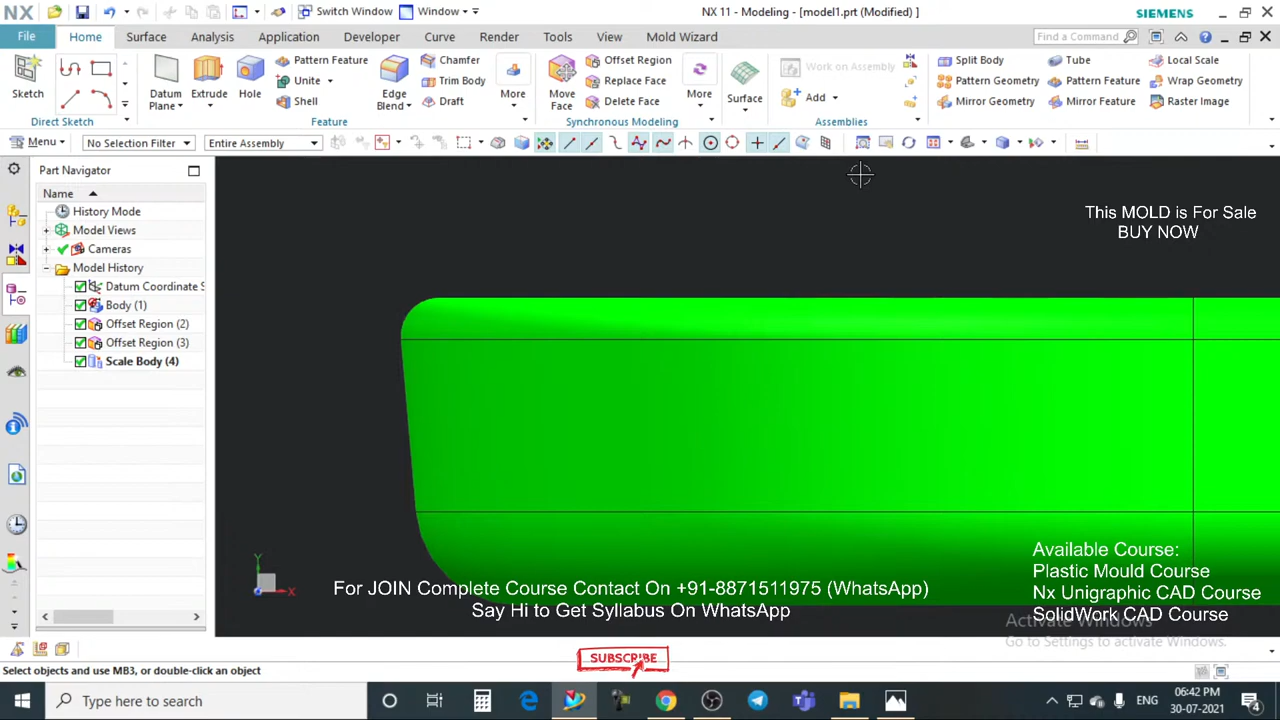 NX
Switch Window
Window
NX 11 - Modeling - [model1.prt (Modified) ]
SIEMENS
File
Home
Surface
Analysis
Application
Developer
Curve
Render
Tools
View
Mold Wizard
Find a Command
Sketch
Datum
Plane
Extrude
Hole
Pattern Feature
Unite
Shell
Edge
Blend
Chamfer
Trim Body
Draft
More
Move
Face
Offset Region
Replace Face
Delete Face
More
Surface
Work on Assembly
Add
Split Body
Pattern Geometry
Mirror Geometry
Tube
Pattern Feature
Mirror Feature
Local Scale
Wrap Geometry
Raster Image
Direct Sketch
Feature
Synchronous Modeling
Assemblies
Menu
No Selection Filter
Entire Assembly
Part Navigator
Name
History Mode
Model Views
Cameras
Model History
Datum Coordinate S
Body (1)
Offset Region (2)
Offset Region (3)
Scale Body (4)
This MOLD is For Sale
BUY NOW
Y
X
For JOIN Complete Course Contact On +91-8871511975 (WhatsApp)
Say Hi to Get Syllabus On WhatsApp
Available Course:
Plastic Mould Course
Nx Unigraphic CAD Course
SolidWork CAD Course
Activate Windows
Go to Settings to activate Windows.
SUBSCRIBE
Select objects and use MB3, or double-click an object
Type here to search
ENG
06:42 PM
30-07-2021
4